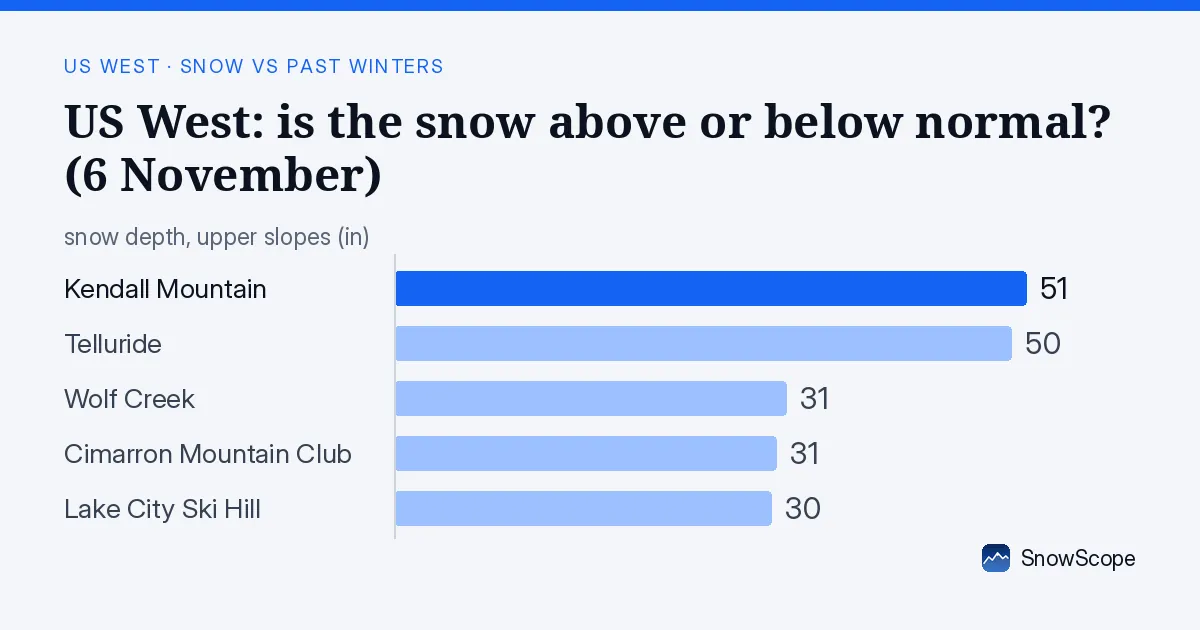 US WEST · SNOW VS PAST WINTERS
US West: is the snow above or below normal?
(6 November)
snow depth, upper slopes (in)
Kendall Mountain 51
Telluride 50
Wolf Creek 31
Cimarron Mountain Club 31
Lake City Ski Hill 30
SnowScope